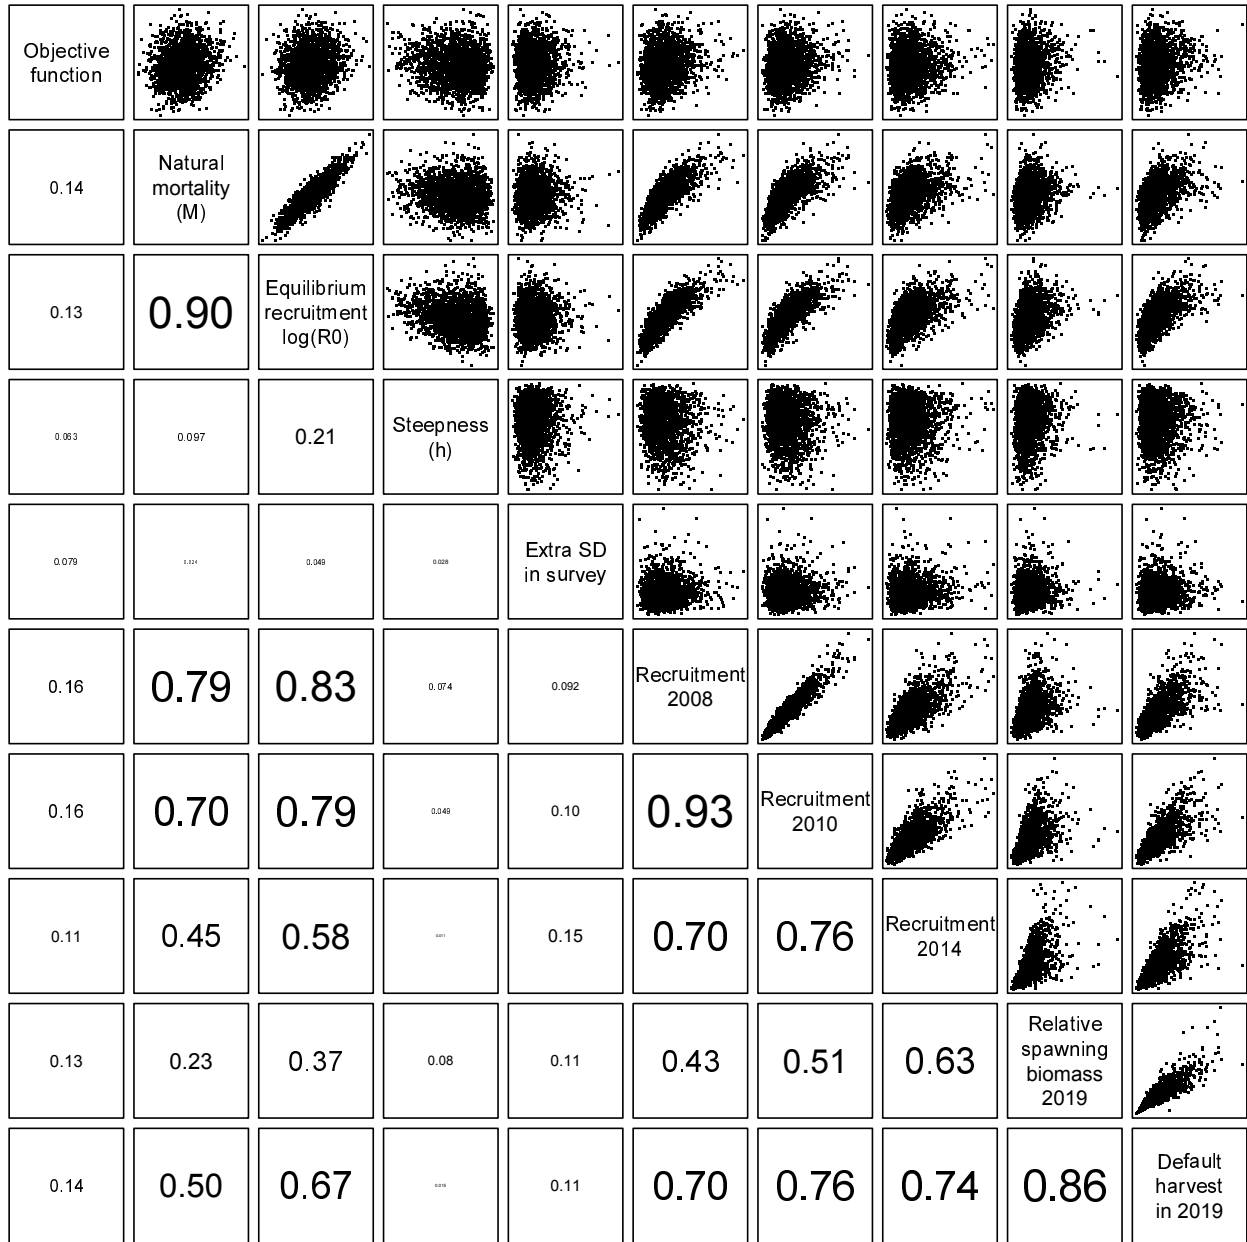 Objective
function
0.14
Natural
mortality
(M)
0.13
0.90
Equilibrium
recruitment
log(R0)
0.063
0.097
0.21
Steepness
(h)
0.079
0.024
0.049
0.028
Extra SD
in survey
0.16
0.79
0.83
0.074
0.092
Recruitment
2008
0.16
0.70
0.79
0.049
0.10
0.93
Recruitment
2010
0.11
0.45
0.58
0.15
0.70
0.76
Recruitment
2014
0.13
0.23
0.37
0.08
0.11
0.43
0.51
0.63
Relative
spawning
biomass
2019
0.14
0.50
0.67
0.11
0.70
0.76
0.74
0.86
Default
harvest
in 2019